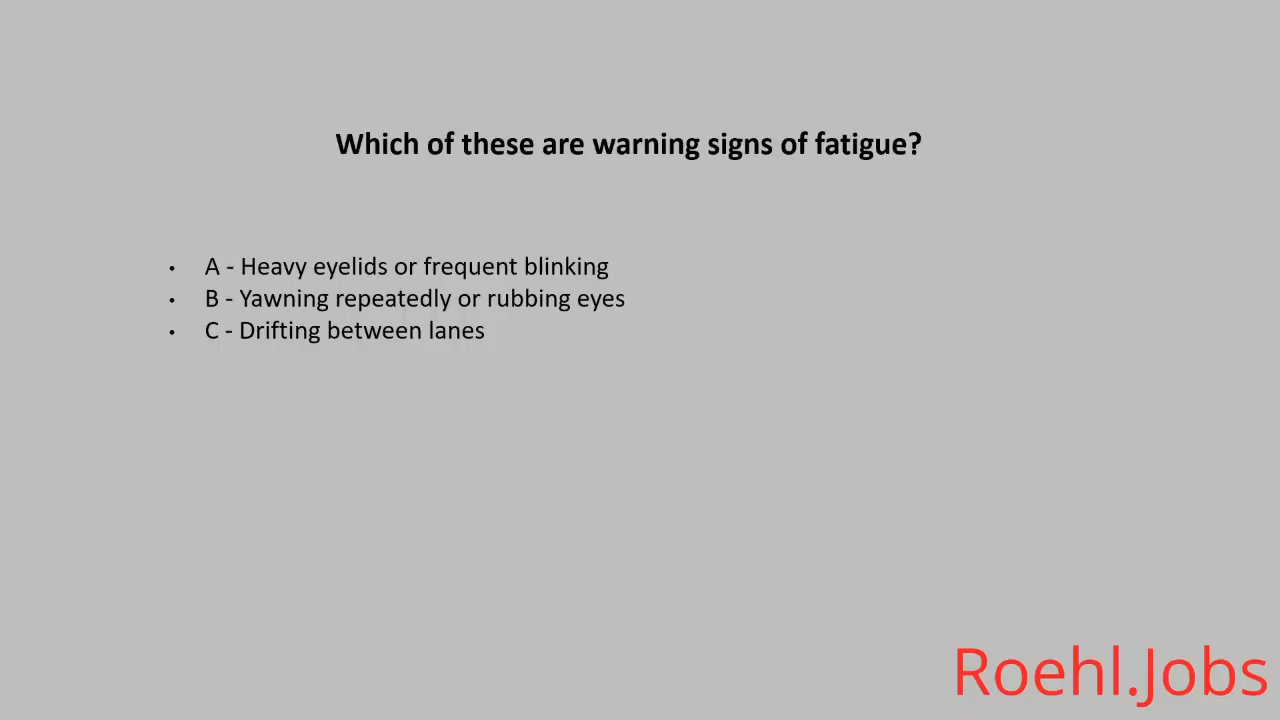 Which of these are warning signs of fatigue?
• A - Heavy eyelids or frequent blinking
• B - Yawning repeatedly or rubbing eyes
• C - Drifting between lanes
Roehl.Jobs